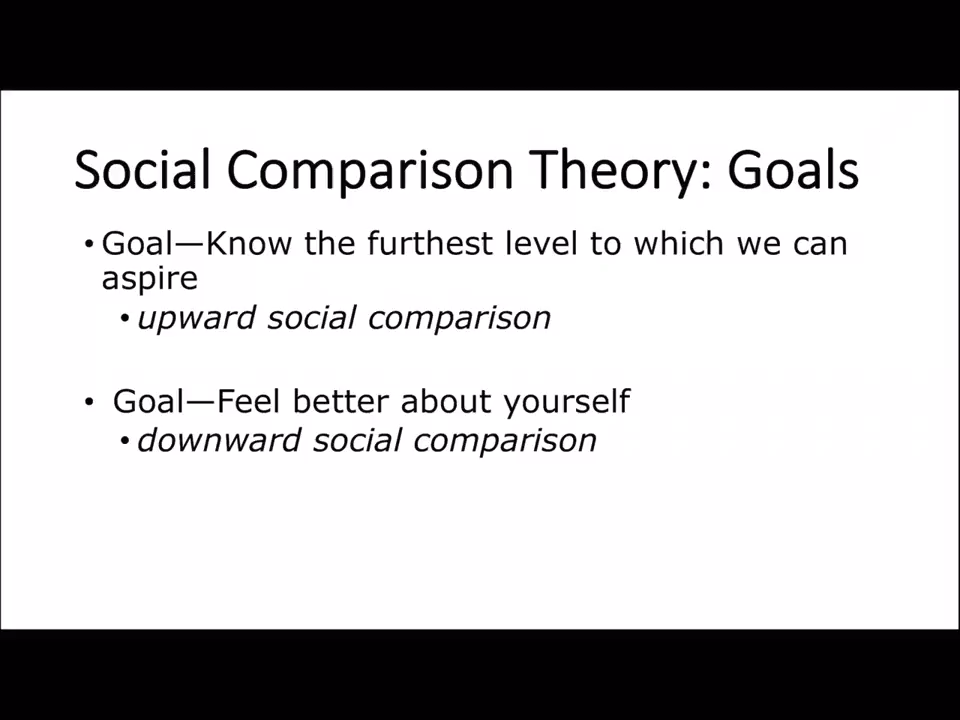 Social Comparison Theory: Goals
• Goal—Know the furthest level to which we can
aspire
• upward social comparison
• Goal—Feel better about yourself
• downward social comparison